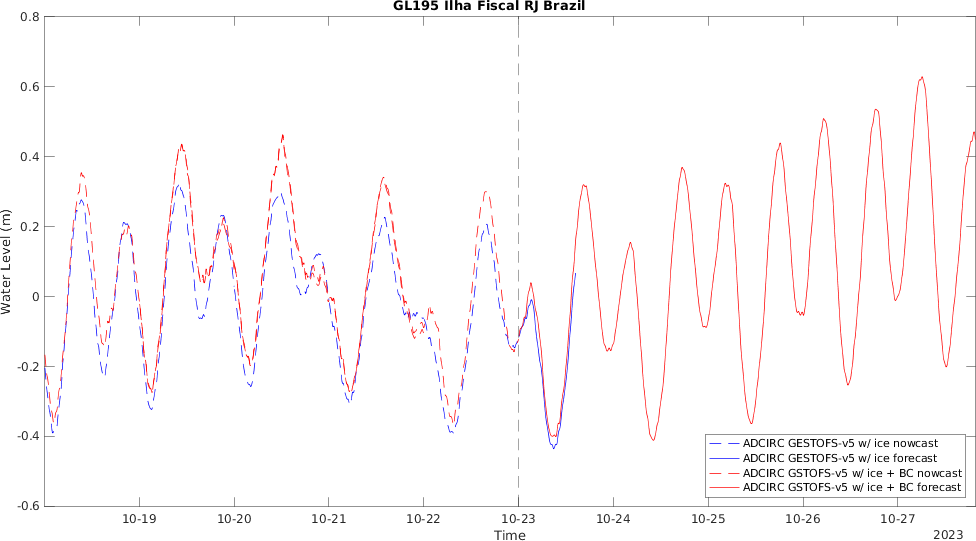 GL195 Ilha Fiscal RJ Brazil
0.8
0.6
0.4
0.2
0
-0.2
-0.4
-0.6
Water Level (m)
ADCIRC GESTOFS-v5 w/ ice nowcast
ADCIRC GESTOFS-v5 w/ ice forecast
ADCIRC GSTOFS-v5 w/ ice + BC nowcast
ADCIRC GSTOFS-v5 w/ ice + BC forecast
10-19 10-20 10-21 10-22 10-23 10-24 10-25 10-26 10-27
Time
2023